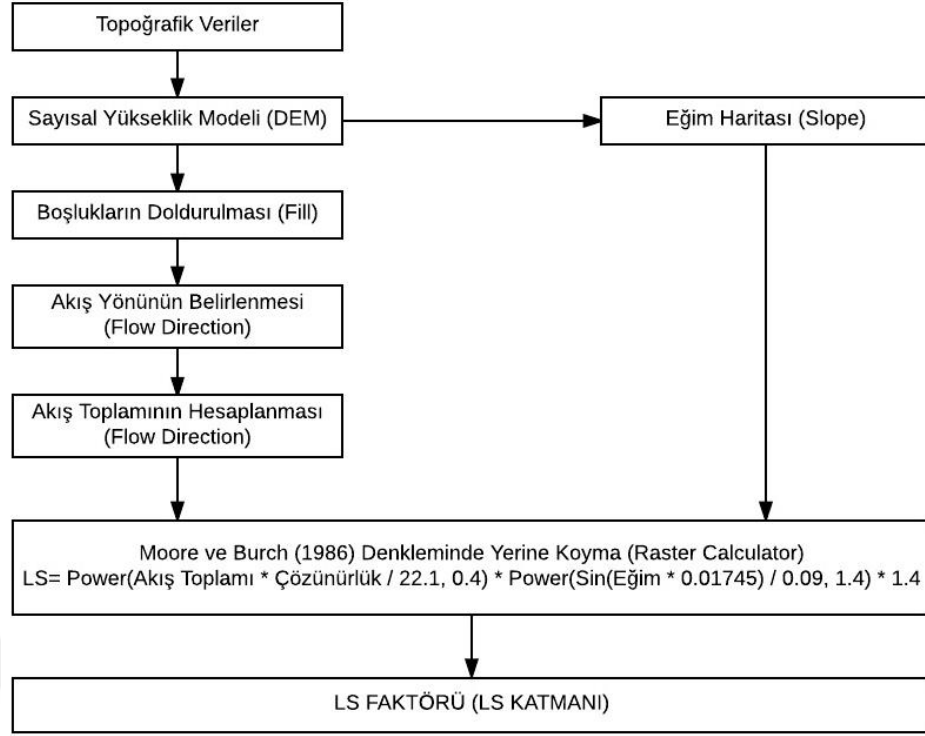 Topoğrafik Veriler
Sayısal Yükseklik Modeli (DEM)
Eğim Haritası (Slope)
Boşlukların Doldurulması (Fill)
Akış Yönünün Belirlenmesi
(Flow Direction)
Akış Toplamının Hesaplanması
(Flow Direction)
Moore ve Burch (1986) Denkleminde Yerine Koyma (Raster Calculator)
LS= Power(Akış Toplamı * Çözünürlük / 22.1, 0.4) * Power(Sin(Eğim * 0.01745) / 0.09, 1.4) * 1.4
LS FAKTÖRÜ (LS KATMANI)